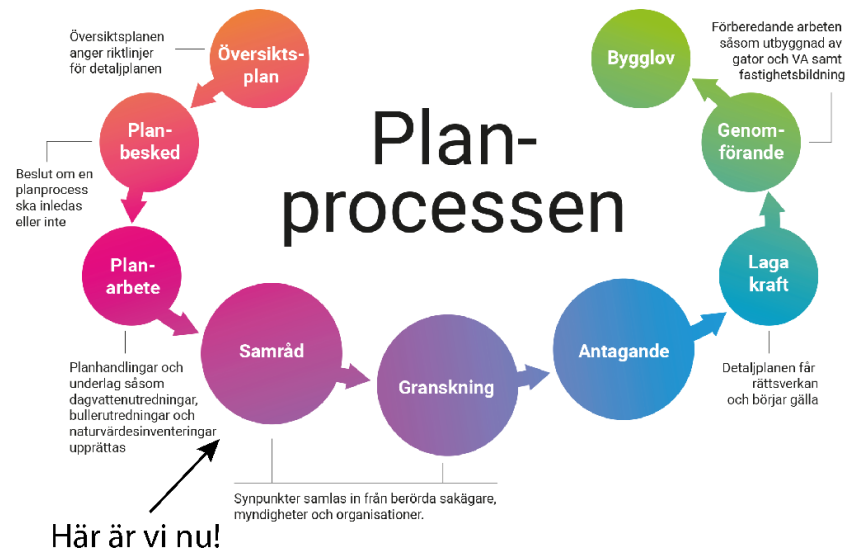 Översiktsplanen
anger riktlinjer
för detaljplanen
Översikts-
plan
Plan-
besked
Beslut om en
planprocess
ska inledas
eller inte
Plan-
arbete
Planhandlingar och
underlag såsom
dagvattenutredningar,
bullerutredningar och
naturvärdesinventeringar
upprättas
Här är vi nu!
Plan-
processen
Samråd
Granskning
Synpunkter samlas in från berörda sakägare,
myndigheter och organisationer.
Antagande
Laga
kraft
Detaljplanen får
rättsverkan
och börjar gälla
Genom-
förande
Förberedande arbeten
såsom utbyggnad av
gator och VA samt
fastighetsbildning
Bygglov